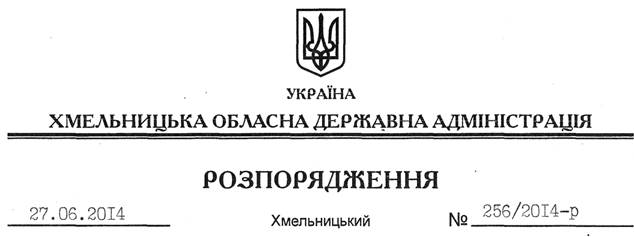 УКРАЇНА
ХМЕЛЬНИЦЬКА ОБЛАСНА ДЕРЖАВНА АДМІНІСТРАЦІЯ
РОЗПОРЯДЖЕННЯ
27.06.2014 Хмельницький № 256/2014-р